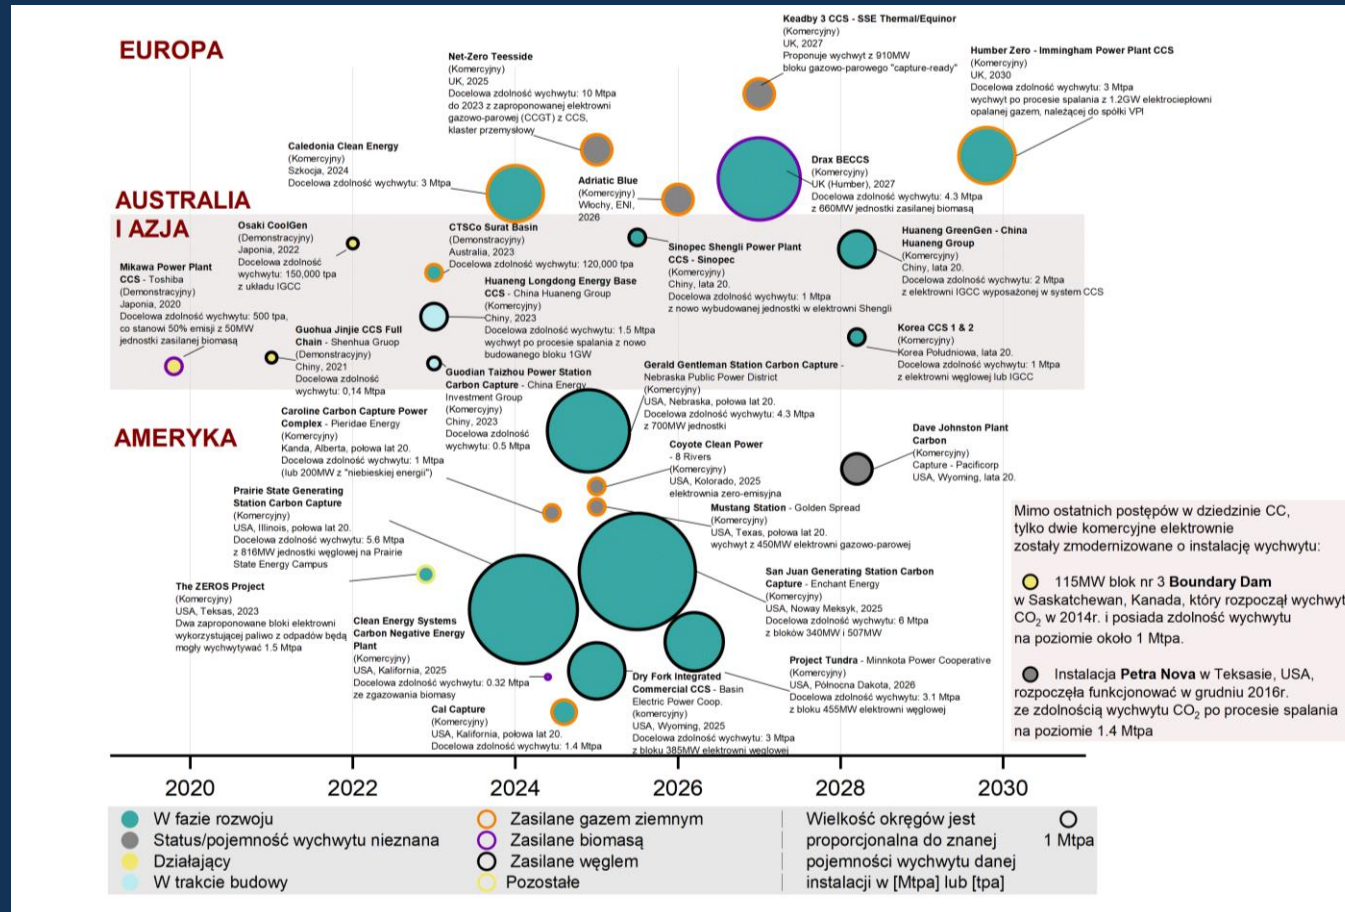 EUROPA
Keadby 3 CCS - SSE Thermal/Equinor
(Komercyjny)
UK, 2027
Proponuje wychwyt z 910MW
bloku gazowo-parowego "capture-ready"
Humber Zero - Immingham Power Plant CCS
(Komercyjny)
UK, 2030
Docelowa zdolność wychwytu: 3 Mtpa
wychwyt po procesie spalania z 1.2GW elektrociepłowni
opalanej gazem, należącej do spółki VPI
Net-Zero Teesside
(Komercyjny)
UK, 2025
Docelowa zdolność wychwytu: 10 Mtpa
do 2023 z zaproponowanej elektrowni
gazowo-parowej (CCGT) z CCS,
klaster przemysłowy
Caledonia Clean Energy
(Komercyjny)
Szkocja, 2024
Docelowa zdolność wychwytu: 3 Mtpa
Adriatic Blue
(Komercyjny)
Włochy, ENI,
2026
Drax BECCS
(Komercyjny)
UK (Humber), 2027
Docelowa zdolność wychwytu: 4.3 Mtpa
z 660MW jednostki zasilanej biomasą
AUSTRALIA
I AZJA
Osaki CoolGen
(Demonstracyjny)
Japonia, 2022
Docelowa zdolność
wychwytu: 150,000 tpa
z układu IGCC
CTSCo Surat Basin
(Demonstracyjny)
Australia, 2023
Docelowa zdolność wychwytu: 120,000 tpa
Sinopec Shengli Power Plant
CCS - Sinopec
(Komercyjny)
Chiny, lata 20.
Docelowa zdolność wychwytu: 1 Mtpa
z nowo wybudowanej jednostki w elektrowni Shengli
Huaneng GreenGen - China
Huaneng Group
(Komercyjny)
Chiny, lata 20.
Docelowa zdolność wychwytu: 2 Mtpa
z elektrowni IGCC wyposażonej w system CCS
Mikawa Power Plant
CCS - Toshiba
(Demonstracyjny)
Japonia, 2020
Docelowa zdolność wychwytu: 500 tpa,
co stanowi 50% emisji z 50MW
jednostki zasilanej biomasą
Huaneng Longdong Energy Base
CCS - China Huaneng Group
(Komercyjny)
Chiny, 2023
Docelowa zdolność wychwytu: 1.5 Mtpa
wychwyt po procesie spalania z nowo
budowanego bloku 1GW
Guohua Jinjie CCS Full
Chain - Shenhua Gruop
(Demonstracyjny)
Chiny, 2021
Docelowa zdolność
wychwytu: 0,14 Mtpa
Korea CCS 1 & 2
(Komercyjny)
Korea Południowa, lata 20.
Docelowa zdolność wychwytu: 1 Mtpa
z elektrowni węglowej lub IGCC
Guodian Taizhou Power Station
Carbon Capture - China Energy
Investment Group
(Komercyjny)
Chiny, 2023
Docelowa zdolność
wychwytu: 0.5 Mtpa
Gerald Gentleman Station Carbon Capture -
Nebraska Public Power District
(Komercyjny)
USA, Nebraska, połowa lat 20.
Docelowa zdolność wychwytu: 4.3 Mtpa
z 700MW jednostki
AMERYKA
Caroline Carbon Capture Power
Complex - Pieridae Energy
(Komercyjny)
Kanda, Alberta, połowa lat 20.
Docelowa zdolność wychwytu: 1 Mtpa
(lub 200MW z "niebieskiej energii")
Coyote Clean Power
- 8 Rivers
(Komercyjny)
USA, Kolorado, 2025
elektrownia zero-emisyjna
Dave Johnston Plant
Carbon
(Komercyjny)
Capture - Pacificorp
USA, Wyoming, lata 20.
Prairie State Generating
Station Carbon Capture
(Komercyjny)
USA, Illinois, połowa lat 20.
Docelowa zdolność wychwytu: 5.6 Mtpa
z 816MW jednostki węglowej na Prairie
State Energy Campus
Mustang Station - Golden Spread
(Komercyjny)
USA, Texas, połowa lat 20.
wychwyt z 450MW elektrowni gazowo-parowej
San Juan Generating Station Carbon
Capture - Enchant Energy
(Komercyjny)
USA, Noway Meksyk, 2025
Docelowa zdolność wychwytu: 6 Mtpa
z bloków 340MW i 507MW
The ZEROS Project
(Komercyjny)
USA, Teksas, 2023
Dwa zaproponowane bloki elektrowni
wykorzystującej paliwo z odpadów będą
mogły wychwytywać 1.5 Mtpa
Clean Energy Systems
Carbon Negative Energy
Plant
(Komercyjny)
USA, Kalifornia, 2025
Docelowa zdolność wychwytu: 0.32 Mtpa
ze zgazowania biomasy
Project Tundra - Minnkota Power Cooperative
(Komercyjny)
USA, Północna Dakota, 2026
Docelowa zdolność wychwytu: 3.1 Mtpa
z bloku 455MW elektrowni węglowej
Dry Fork Integrated
Commercial CCS - Basin
Electric Power Coop.
(komercyjny)
USA, Wyoming, 2025
Docelowa zdolność wychwytu: 3 Mtpa
z bloku 385MW elektrowni węglowej
Cal Capture
(Komercyjny)
USA, Kalifornia, połowa lat 20.
Docelowa zdolność wychwytu: 1.4 Mtpa
Mimo ostatnich postępów w dziedzinie CC,
tylko dwie komercyjne elektrownie
zostały zmodernizowane o instalację wychwytu:
115MW blok nr 3 Boundary Dam
w Saskatchewan, Kanada, który rozpoczął wychwyt
CO2 w 2014r. i posiada zdolność wychwytu
na poziomie około 1 Mtpa.
Instalacja Petra Nova w Teksasie, USA,
rozpoczęła funkcjonować w grudniu 2016r.
ze zdolnością wychwytu CO2 po procesie spalania
na poziomie 1.4 Mtpa
2020 2022 2024 2026 2028 2030
W fazie rozwoju
Status/pojemność wychwytu nieznana
Działający
W trakcie budowy
Zasilane gazem ziemnym
Zasilane biomasą
Zasilane węglem
Pozostałe
Wielkość okręgów jest
proporcjonalna do znanej
pojemności wychwytu danej
instalacji w [Mtpa] lub [tpa]
1 Mtpa